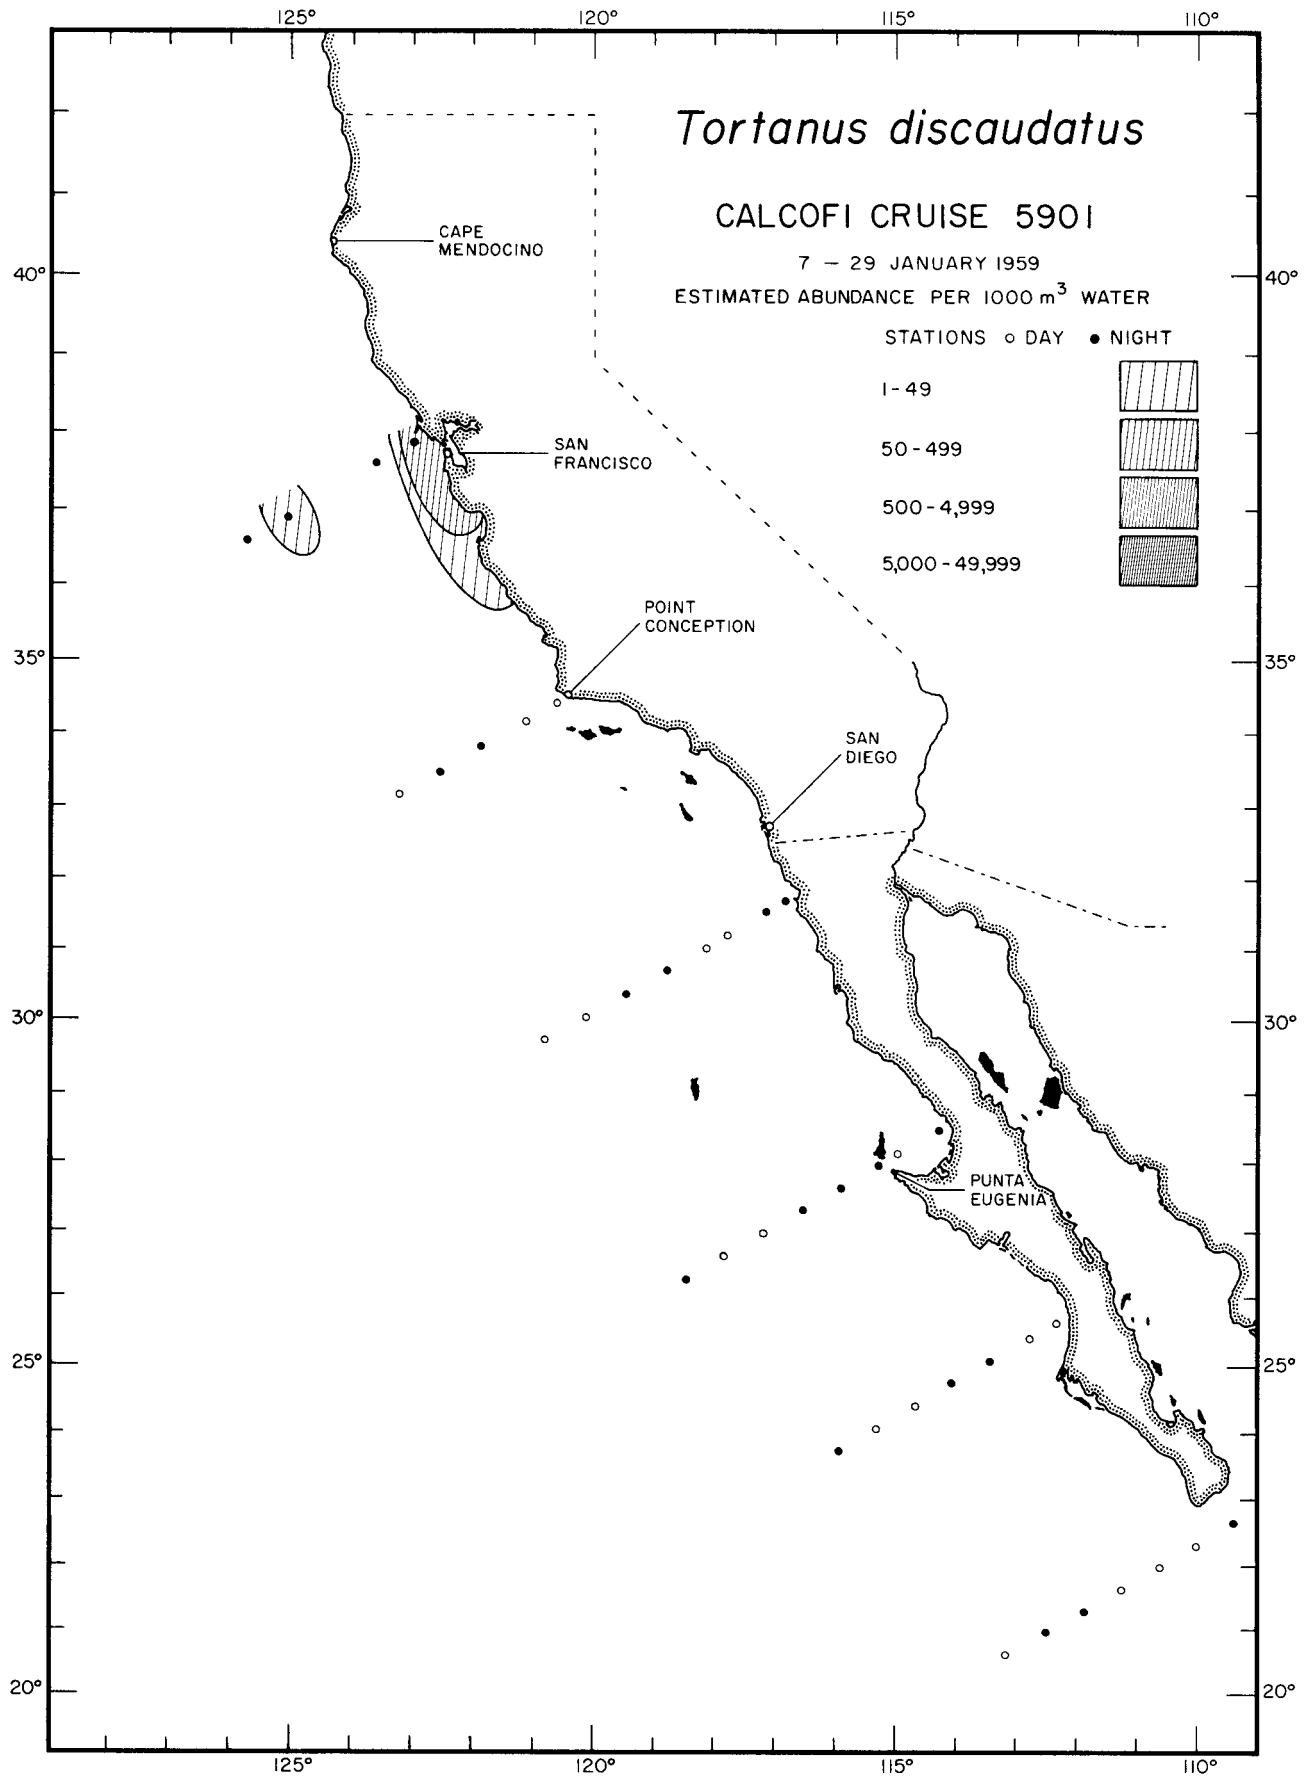 125° 120° 115° 110°
Tortanus discaudatus
CALCOFI CRUISE 5901
7 – 29 JANUARY 1959
ESTIMATED ABUNDANCE PER 1000 m³ WATER
STATIONS ○ DAY ● NIGHT
1 - 49
50 - 499
500 - 4,999
5,000 - 49,999
CAPE
MENDOCINO
40° 40°
SAN
FRANCISCO
POINT
CONCEPTION
35° 35°
SAN
DIEGO
30° 30°
PUNTA
EUGENIA
25° 25°
20° 20°
125° 120° 115° 110°